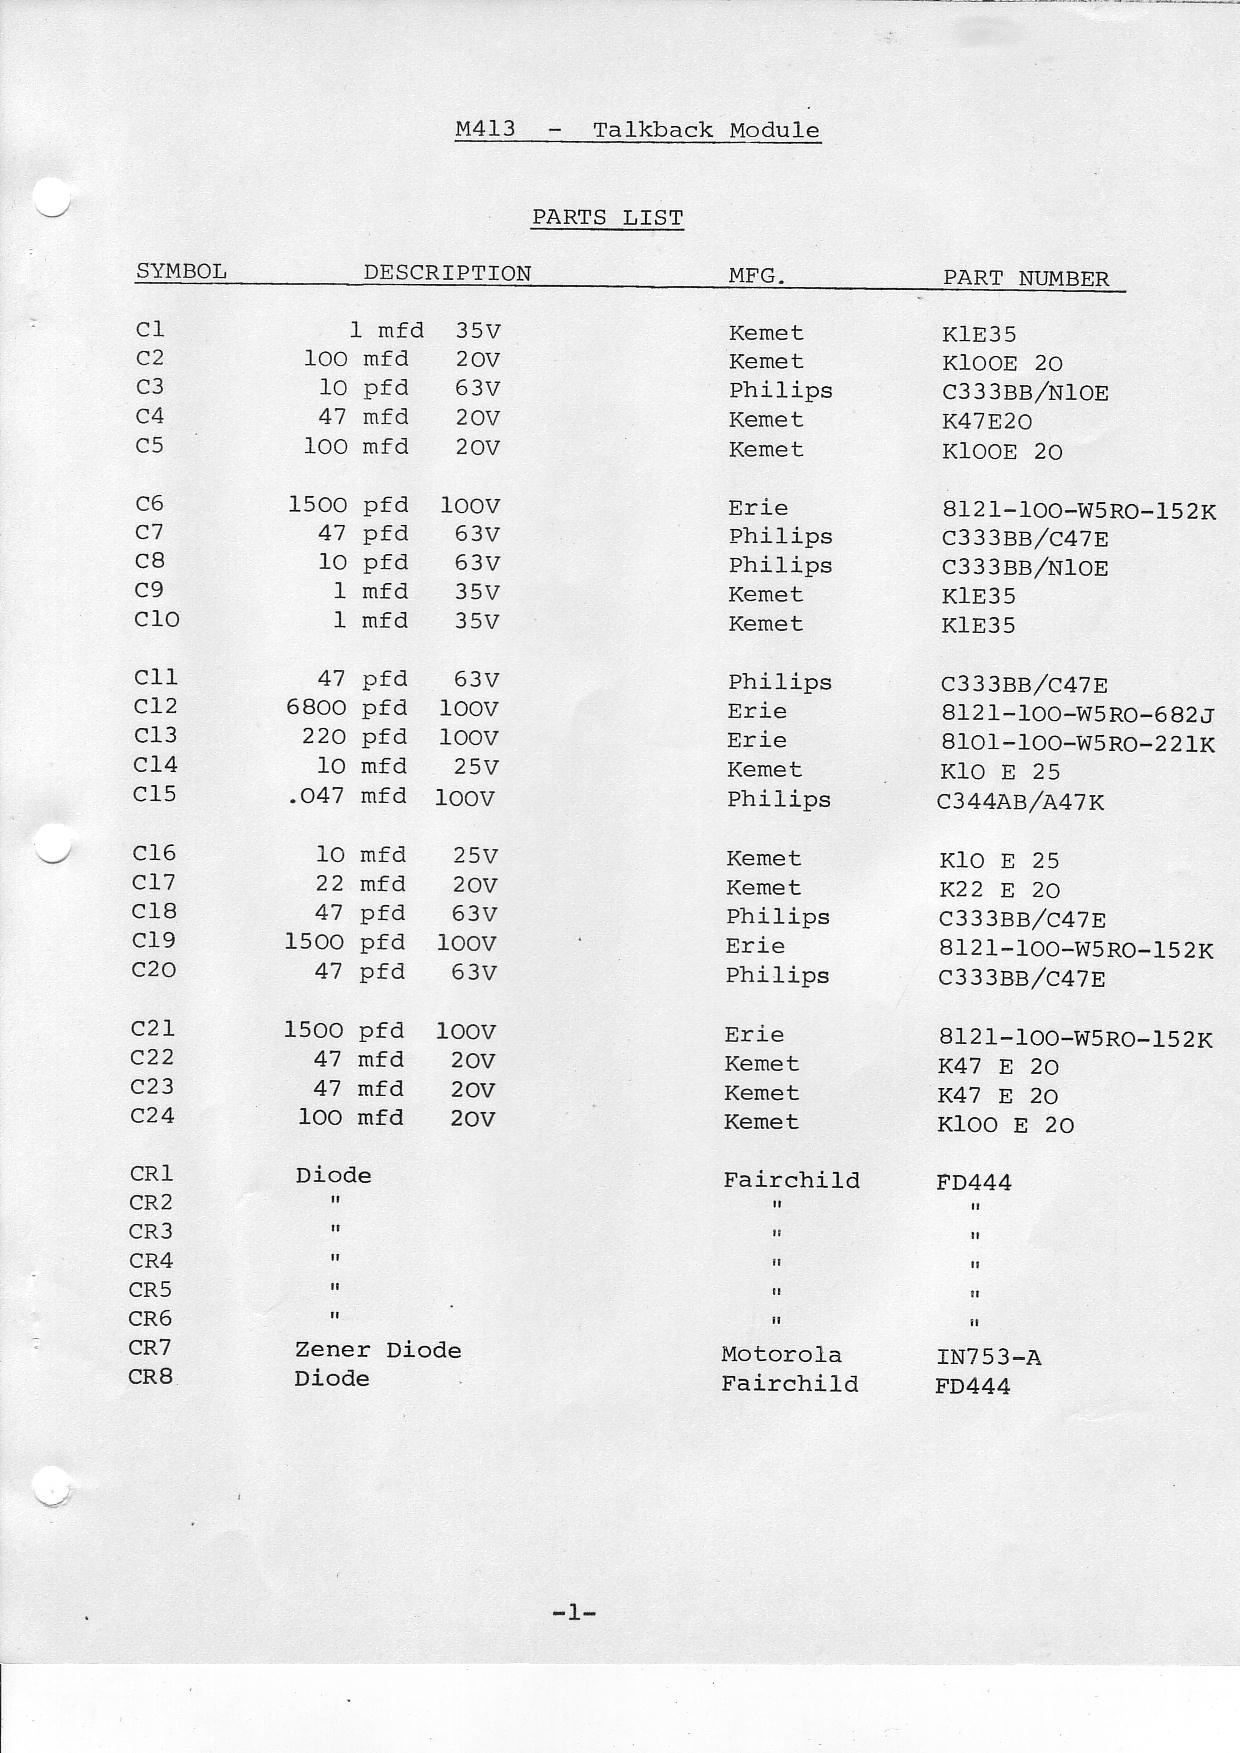 M413 - Talkback Module
PARTS LIST
SYMBOL DESCRIPTION MFG. PART NUMBER
C1 1 mfd 35V Kemet K1E35
C2 100 mfd 20V Kemet K100E 20
C3 10 pfd 63V Philips C333BB/N10E
C4 47 mfd 20V Kemet K47E20
C5 100 mfd 20V Kemet K100E 20
C6 1500 pfd 100V Erie 8121-100-W5R0-152K
C7 47 pfd 63V Philips C333BB/C47E
C8 10 pfd 63V Philips C333BB/N10E
C9 1 mfd 35V Kemet K1E35
C10 1 mfd 35V Kemet K1E35
C11 47 pfd 63V Philips C333BB/C47E
C12 6800 pfd 100V Erie 8121-100-W5R0-682J
C13 220 pfd 100V Erie 8101-100-W5R0-221K
C14 10 mfd 25V Kemet K10 E 25
C15 .047 mfd 100V Philips C344AB/A47K
C16 10 mfd 25V Kemet K10 E 25
C17 22 mfd 20V Kemet K22 E 20
C18 47 pfd 63V Philips C333BB/C47E
C19 1500 pfd 100V Erie 8121-100-W5R0-152K
C20 47 pfd 63V Philips C333BB/C47E
C21 1500 pfd 100V Erie 8121-100-W5R0-152K
C22 47 mfd 20V Kemet K47 E 20
C23 47 mfd 20V Kemet K47 E 20
C24 100 mfd 20V Kemet K100 E 20
CR1 Diode Fairchild FD444
CR2 " " "
CR3 " " "
CR4 " " "
CR5 " " "
CR6 " " "
CR7 Zener Diode Motorola IN753-A
CR8 Diode Fairchild FD444
-1-